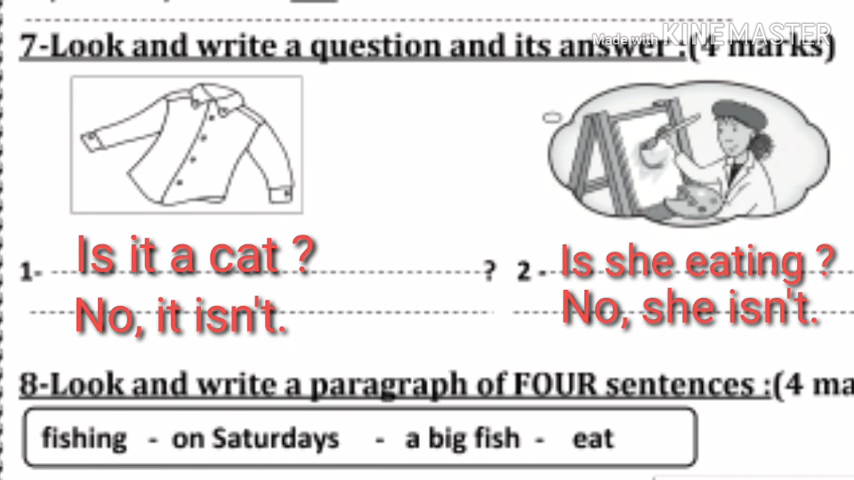 Made with KINEMASTER
7-Look and write a question and its answer :(4 marks)
1- Is it a cat ? ?
No, it isn't.
2 - Is she eating ?
No, she isn't.
8-Look and write a paragraph of FOUR sentences :(4 ma
fishing - on Saturdays - a big fish - eat